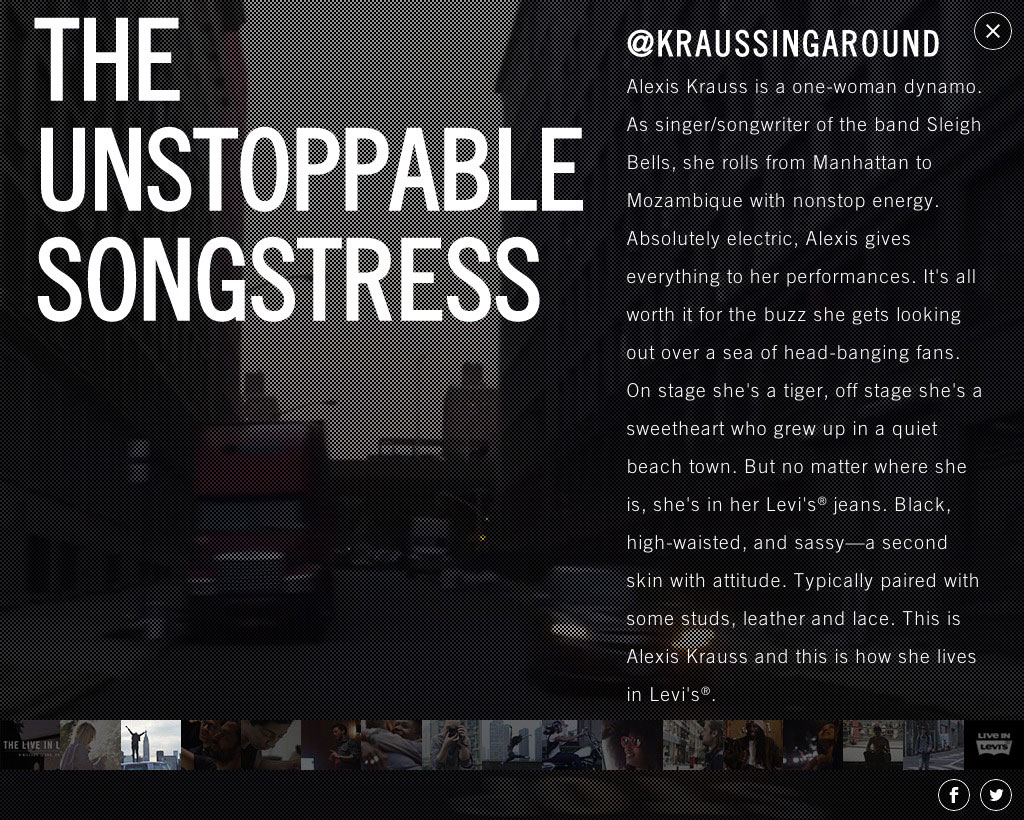 THE
UNSTOPPABLE
SONGSTRESS
@KRAUSSINGAROUND
Alexis Krauss is a one-woman dynamo.
As singer/songwriter of the band Sleigh
Bells, she rolls from Manhattan to
Mozambique with nonstop energy.
Absolutely electric, Alexis gives
everything to her performances. It's all
worth it for the buzz she gets looking
out over a sea of head-banging fans.
On stage she's a tiger, off stage she's a
sweetheart who grew up in a quiet
beach town. But no matter where she
is, she's in her Levi's® jeans. Black,
high-waisted, and sassy—a second
skin with attitude. Typically paired with
some studs, leather and lace. This is
Alexis Krauss and this is how she lives
in Levi's®.
THE LIVE IN L
LIVE IN
LEVI'S